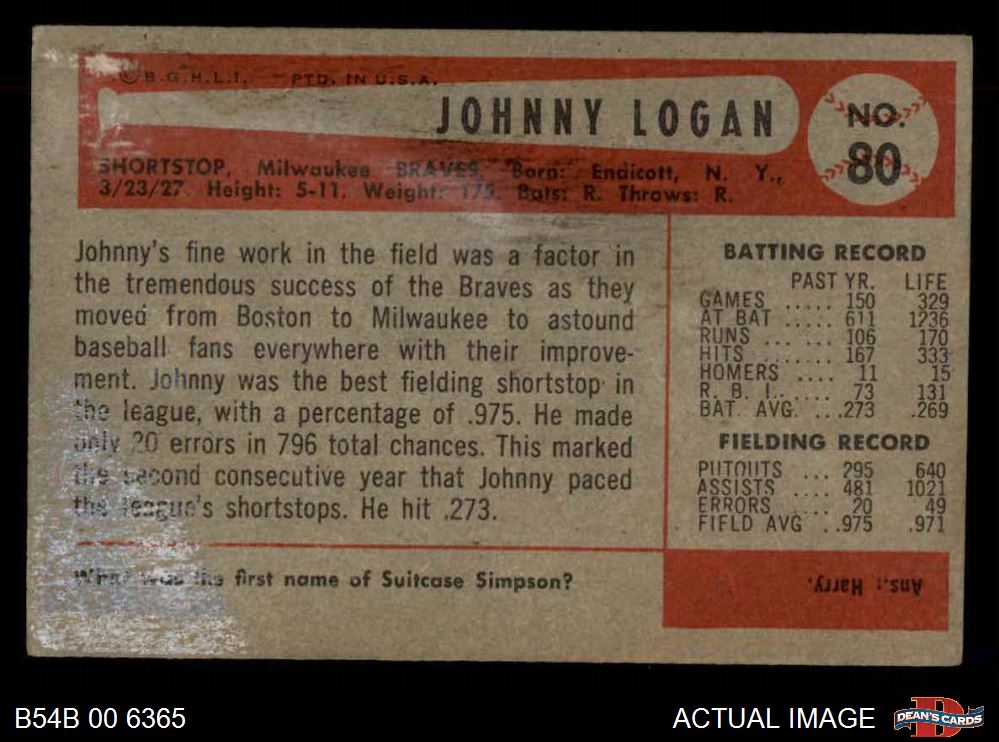 © B.G.H.L.I. PTD. IN U.S.A.
JOHNNY LOGAN
NO.
80
SHORTSTOP, Milwaukee BRAVES. Born: Endicott, N. Y.,
3/23/27. Height: 5-11. Weight: 175. Bats: R. Throws: R.
Johnny's fine work in the field was a factor in
the tremendous success of the Braves as they
moved from Boston to Milwaukee to astound
baseball fans everywhere with their improve-
ment. Johnny was the best fielding shortstop in
the league, with a percentage of .975. He made
only 20 errors in 796 total chances. This marked
the second consecutive year that Johnny paced
the league's shortstops. He hit .273.
What was the first name of Suitcase Simpson?
BATTING RECORD
PAST YR. LIFE
GAMES ..... 150 329
AT BAT ..... 611 1236
RUNS ... ... 106 170
HITS ....... 167 333
HOMERS .... 11 15
R. B. I. .... 73 131
BAT. AVG. ...273 .269
FIELDING RECORD
PUTOUTS ... 295 640
ASSISTS .... 481 1021
ERRORS .... 20 49
FIELD AVG ...975 .971
Ans.: Harry.
B54B 00 6365
ACTUAL IMAGE
D
DEAN'S CARDS